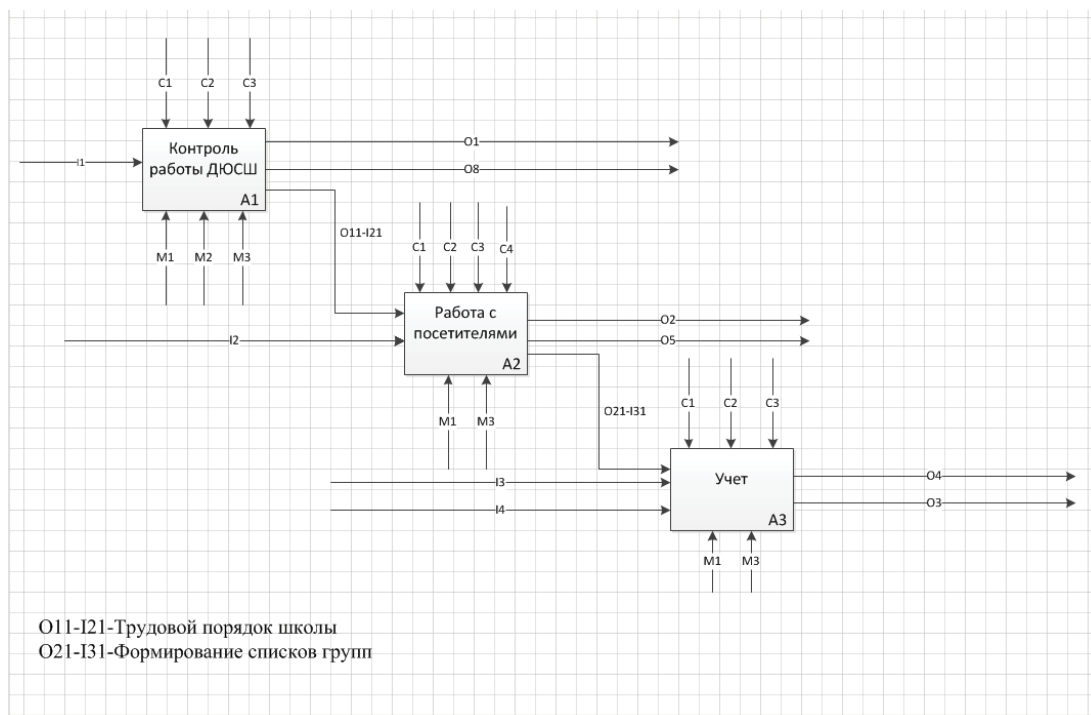 C1 C2 C3
Контроль
работы ДЮСШ
A1
I1
O1
O8
M1 M2 M3
O11-I21
C1 C2 C3 C4
Работа с
посетителями
A2
I2
O2
O5
M1 M3
O21-I31
C1 C2 C3
Учет
A3
I3
I4
O4
O3
M1 M3
O11-I21-Трудовой порядок школы
O21-I31-Формирование списков групп